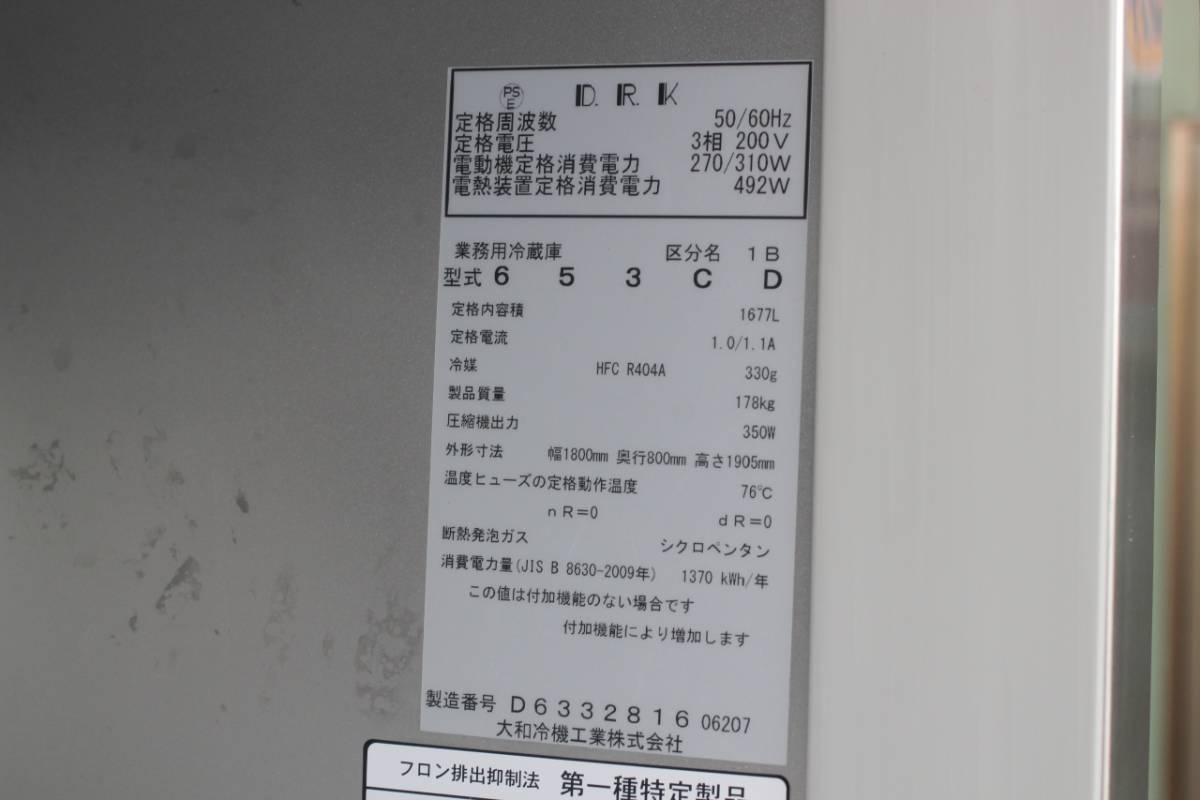 PS E D.R.K
定格周波数 50/60Hz
定格電圧 3相 200V
電動機定格消費電力 270/310W
電熱装置定格消費電力 492W
業務用冷蔵庫 区分名 1B
型式 6 5 3 C D
定格内容積 1677L
定格電流 1.0/1.1A
冷媒 HFC R404A 330g
製品質量 178kg
圧縮機出力 350W
外形寸法 幅1800mm 奥行800mm 高さ1905mm
温度ヒューズの定格動作温度 76℃
nR=0 dR=0
断熱発泡ガス シクロペンタン
消費電力量(JIS B 8630-2009年) 1370 kWh/年
この値は付加機能のない場合です
付加機能により増加します
製造番号 D6332816 06207
大和冷機工業株式会社
フロン排出抑制法 第一種特定製品